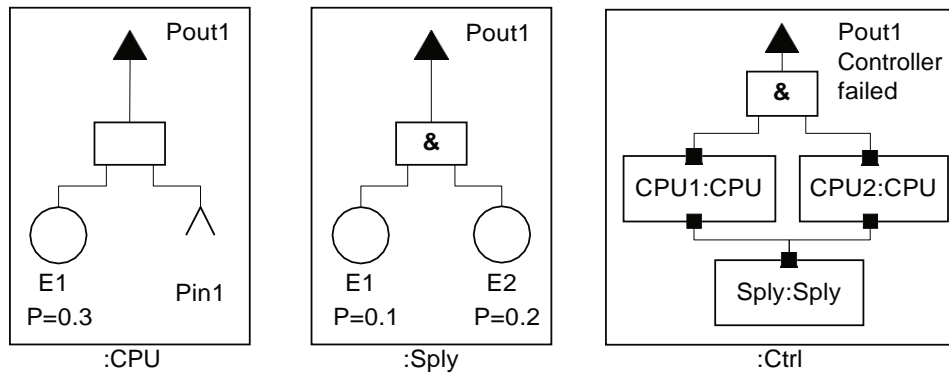 Pout1
E1
P=0.3
Pin1
:CPU
Pout1
&
E1
P=0.1
E2
P=0.2
:Sply
Pout1
Controller
failed
&
CPU1:CPU
CPU2:CPU
Sply:Sply
:Ctrl